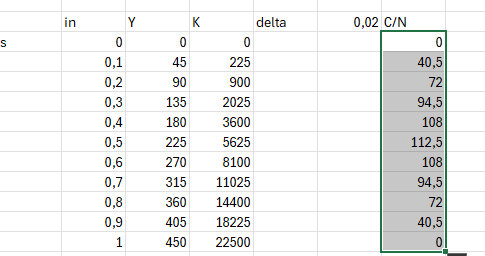 in Y K delta 0,02 C/N
s 0 0 0 0
0,1 45 225 40,5
0,2 90 900 72
0,3 135 2025 94,5
0,4 180 3600 108
0,5 225 5625 112,5
0,6 270 8100 108
0,7 315 11025 94,5
0,8 360 14400 72
0,9 405 18225 40,5
1 450 22500 0